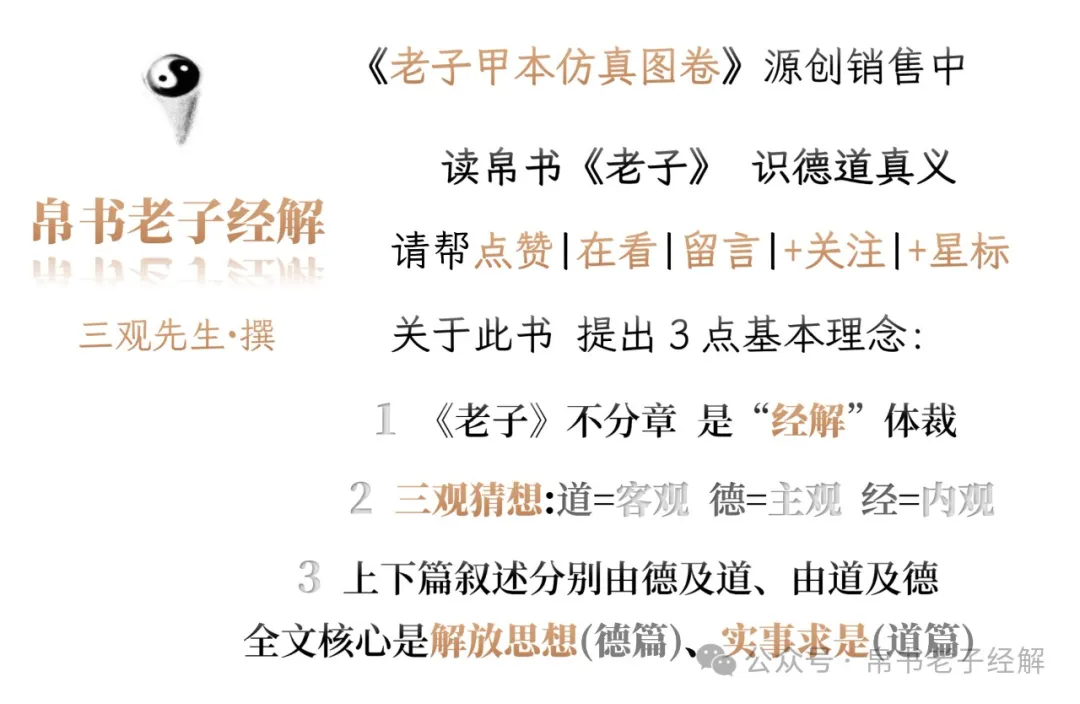 《老子甲本仿真图卷》源创销售中
读帛书《老子》 识德道真义
帛书老子经解
请帮点赞|在看|留言|+关注|+星标
三观先生·撰
关于此书 提出3点基本理念:
1 《老子》不分章 是“经解”体裁
2 三观猜想:道=客观 德=主观 经=内观
3 上下篇叙述分别由德及道、由道及德
全文核心是解放思想(德篇)、实事求是(道篇)
公众号·帛书老子经解